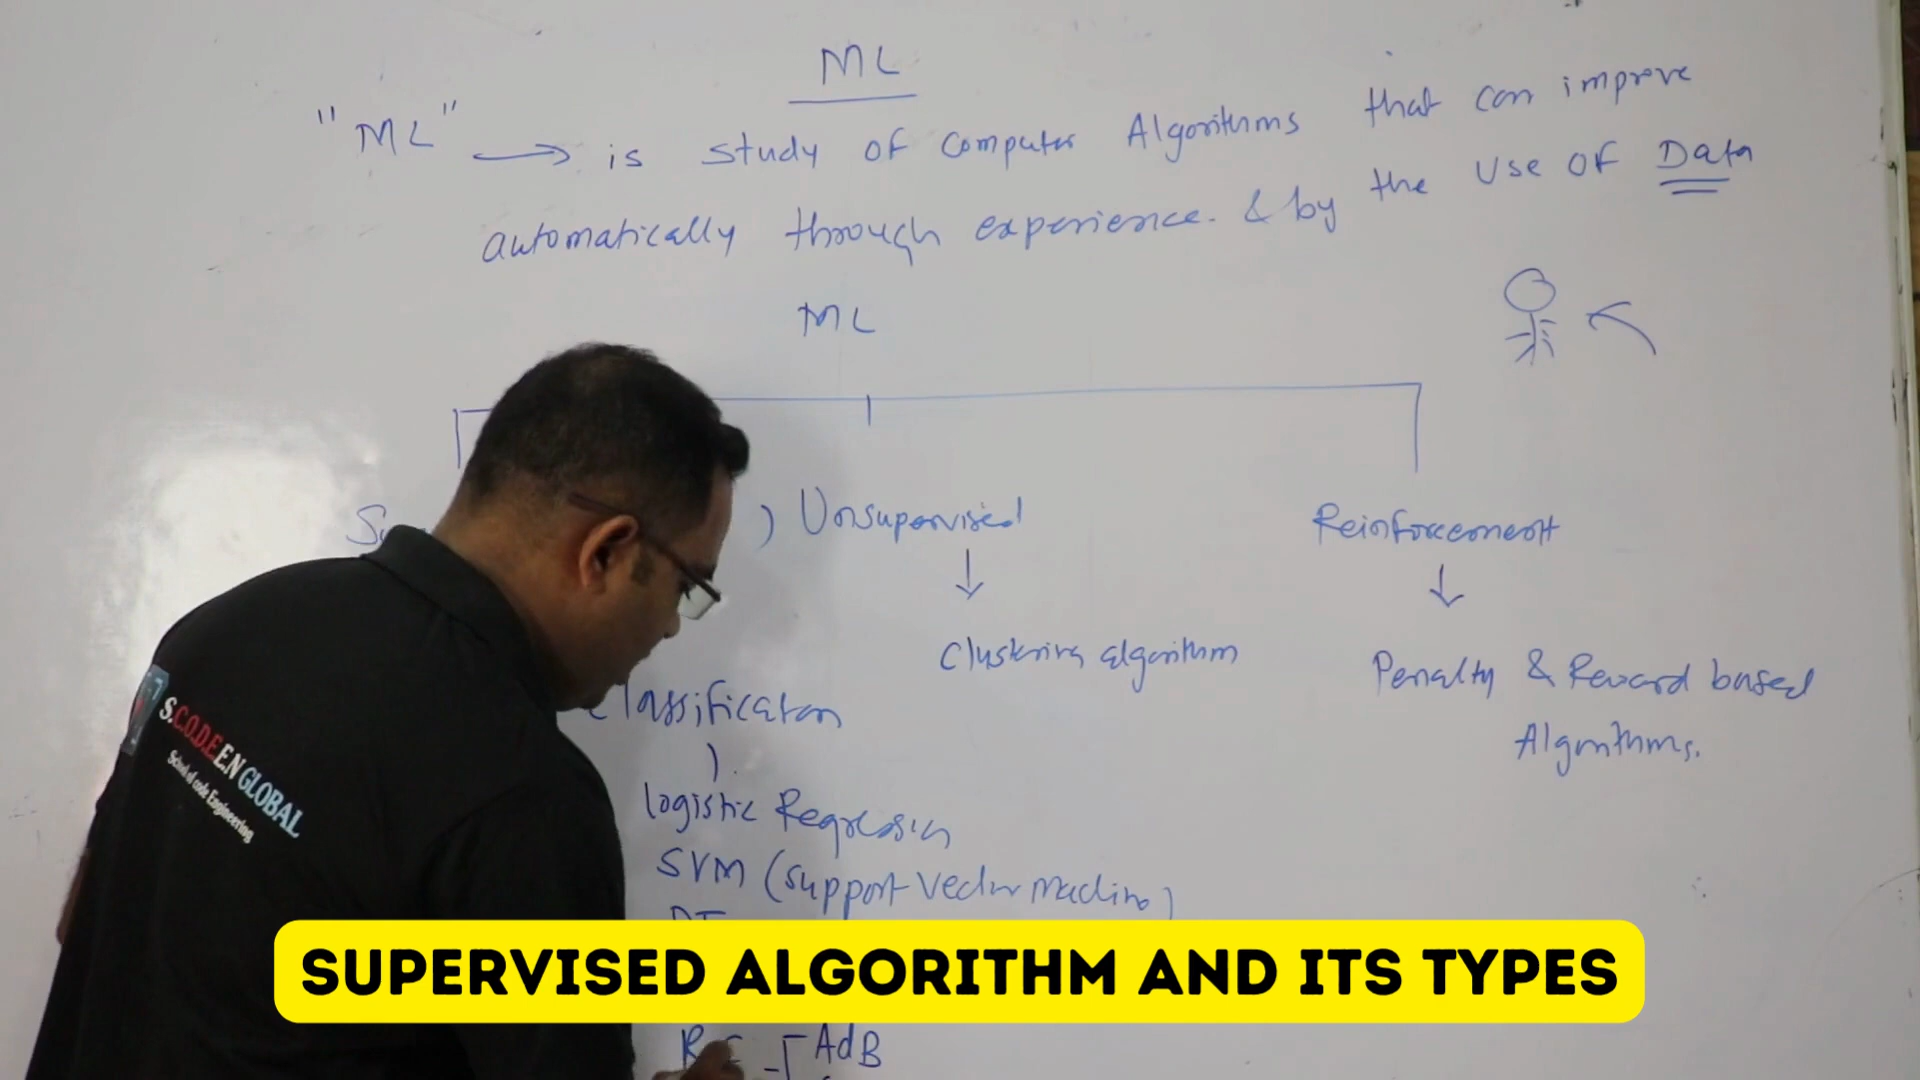 ML
"ML" → is study of Computer Algorithms that can improve
automatically through experience. & by the Use OF Data
ML
Unsupervised
Reinforcement
Clustering algorithm
Penalty & Reward based
Algorithms.
Classification
logistic Regression
SVM (Support Vector Machine)
S.C.O.D.E.E.N GLOBAL
School of code Engineering
SUPERVISED ALGORITHM AND ITS TYPES
AdB